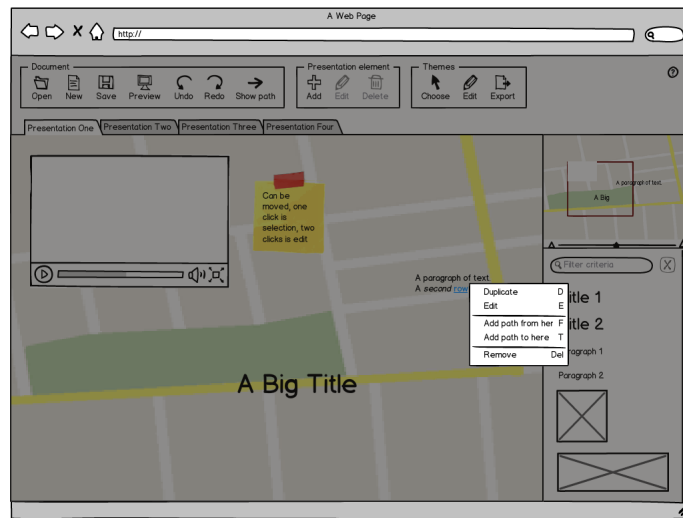 A Web Page
http://
Document
Presentation element
Themes
Open New Save Preview Undo Redo Show path
Add Edit Delete
Choose Edit Export
?
Presentation One Presentation Two Presentation Three Presentation Four
Can be
moved, one
click is
selection, two
clicks is edit
A paragraph of text.
A Big
Filter criteria
X
A paragraph of text
A second row
Duplicate D
Edit E
Add path from her F
Add path to here T
Remove Del
itle 1
itle 2
ragraph 1
Paragraph 2
A Big Title